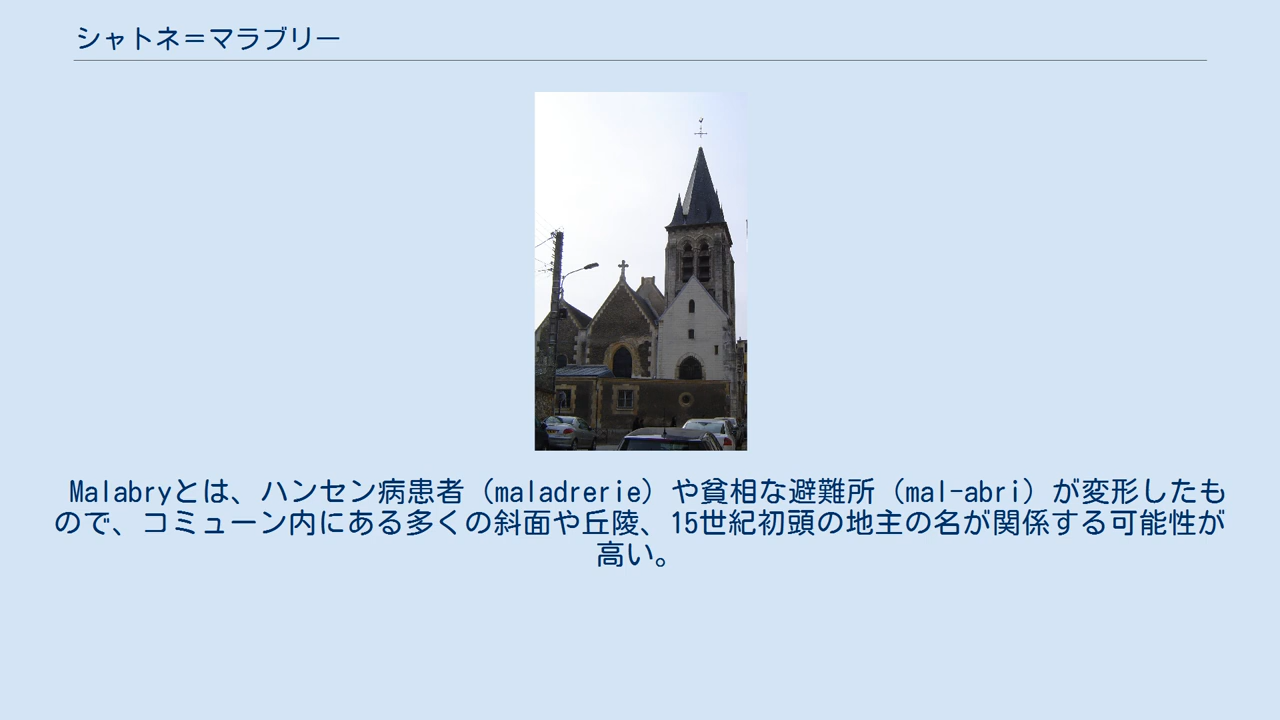 シャトネ＝マラブリー
Malabryとは、ハンセン病患者（maladrerie）や貧相な避難所（mal-abri）が変形したも
ので、コミューン内にある多くの斜面や丘陵、15世紀初頭の地主の名が関係する可能性が
高い。